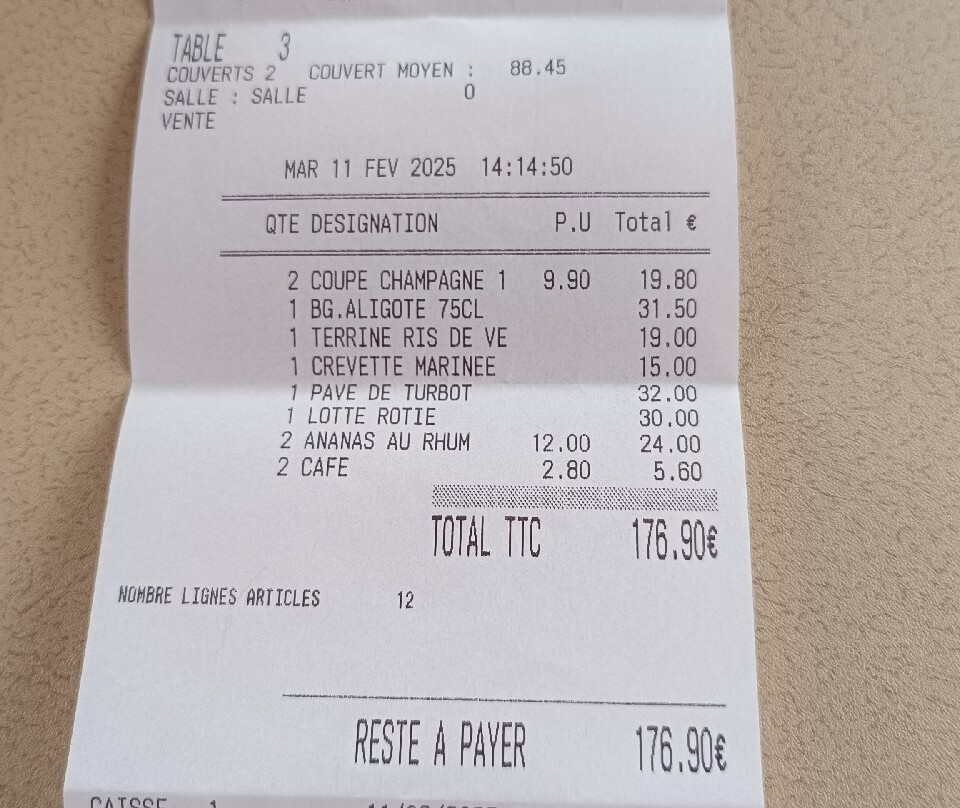 TABLE 3
COUVERTS 2 COUVERT MOYEN : 88.45
SALLE : SALLE 0
VENTE
MAR 11 FEV 2025 14:14:50
QTE DESIGNATION P.U Total €
2 COUPE CHAMPAGNE 1 9.90 19.80
1 BG.ALIGOTE 75CL 31.50
1 TERRINE RIS DE VE 19.00
1 CREVETTE MARINEE 15.00
1 PAVE DE TURBOT 32.00
1 LOTTE ROTIE 30.00
2 ANANAS AU RHUM 12.00 24.00
2 CAFE 2.80 5.60
TOTAL TTC 176.90€
NOMBRE LIGNES ARTICLES 12
RESTE A PAYER 176.90€
CAISSE 1